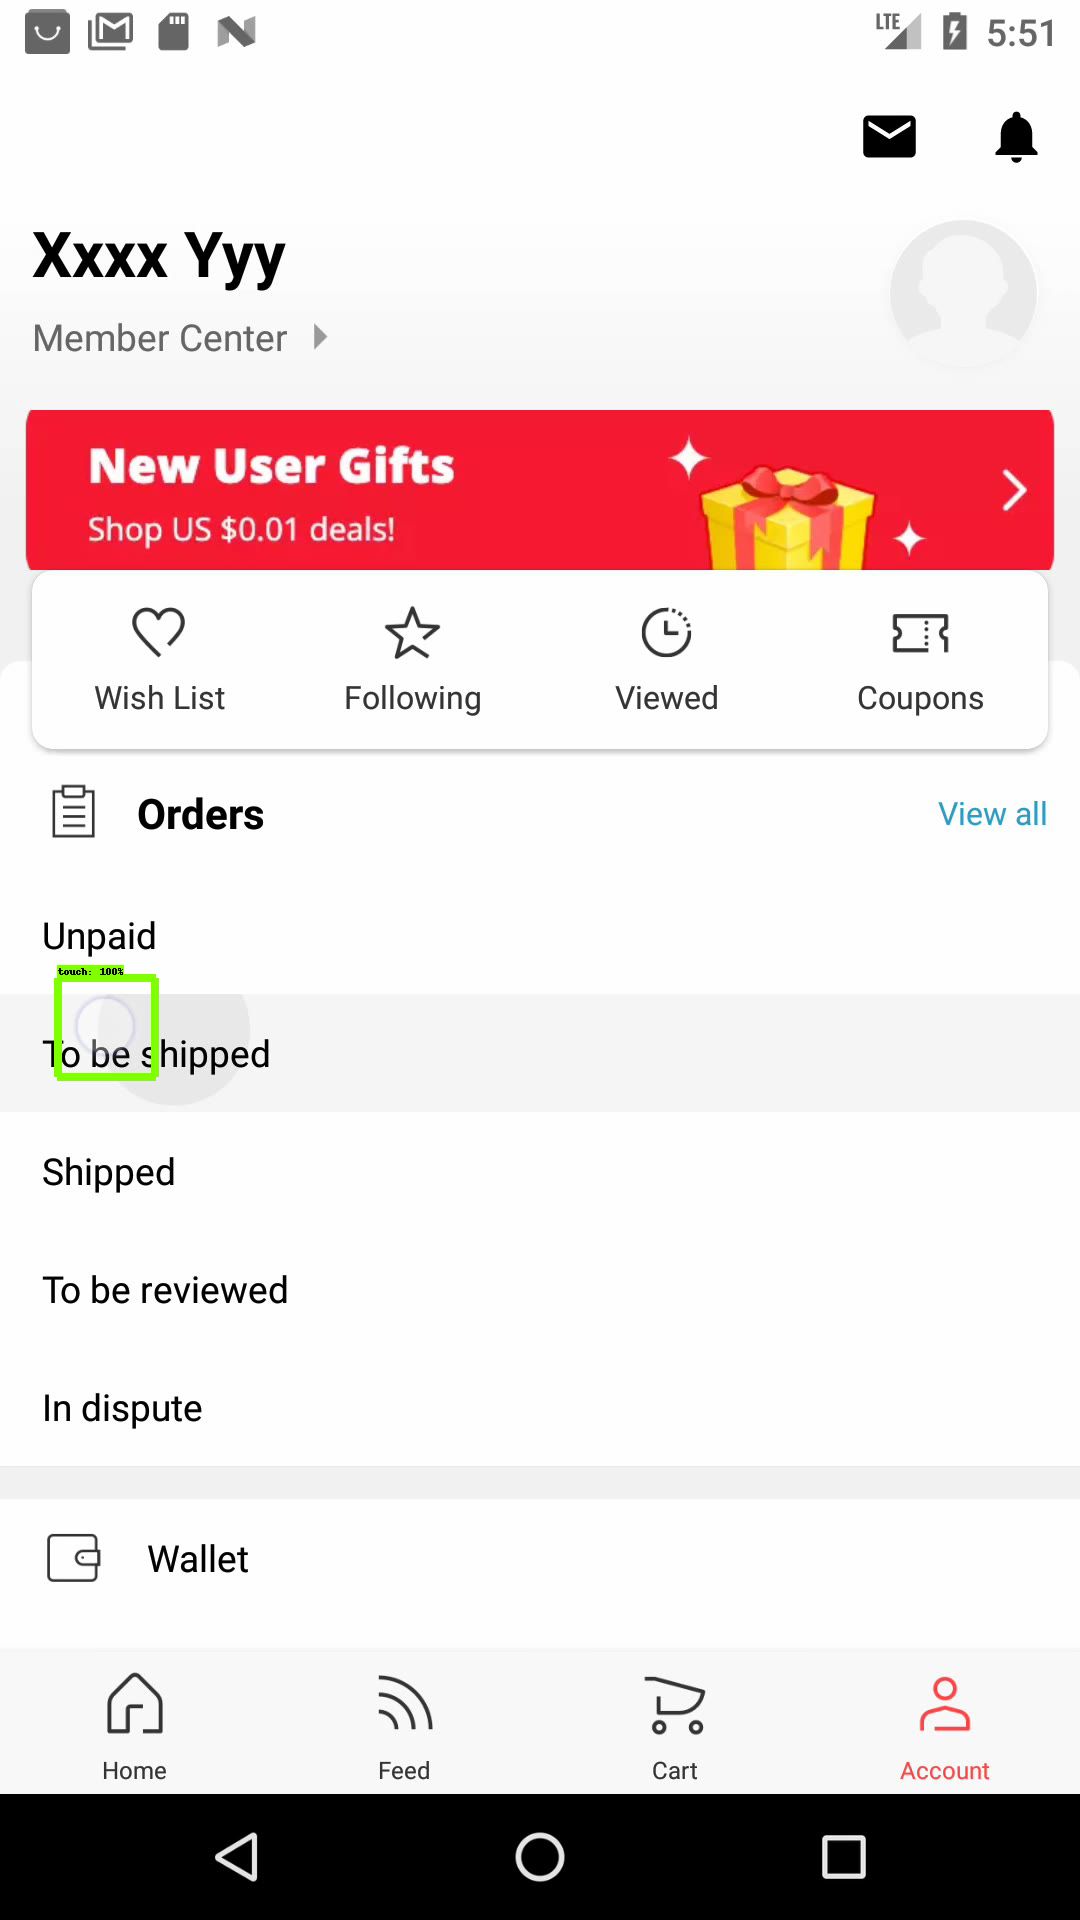 LTE 5:51
Xxxx Yyy
Member Center
New User Gifts
Shop US $0.01 deals!
Wish List Following Viewed Coupons
Orders View all
Unpaid
touch: 100%
To be shipped
Shipped
To be reviewed
In dispute
Wallet
Home Feed Cart Account